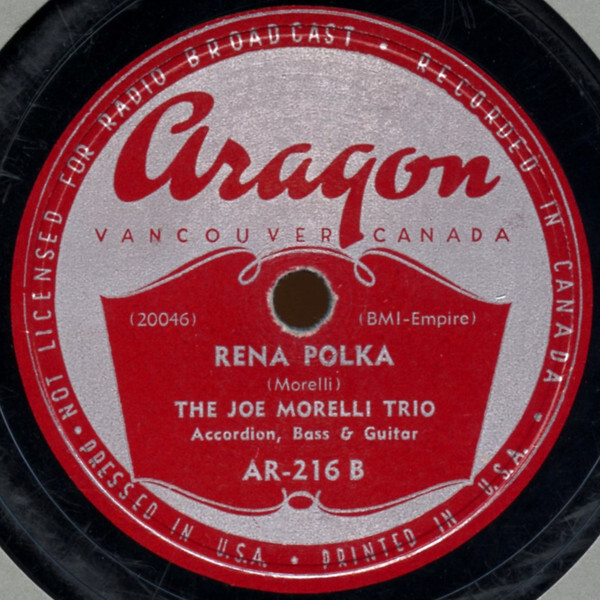 NOT LICENSED FOR RADIO BROADCAST • RECORDED IN CANADA •
Aragon
VANCOUVER CANADA
(20046) (BMI-Empire)
RENA POLKA
(Morelli)
THE JOE MORELLI TRIO
Accordion, Bass & Guitar
AR-216 B
• PRESSED IN U.S.A. • PRINTED IN U.S.A.